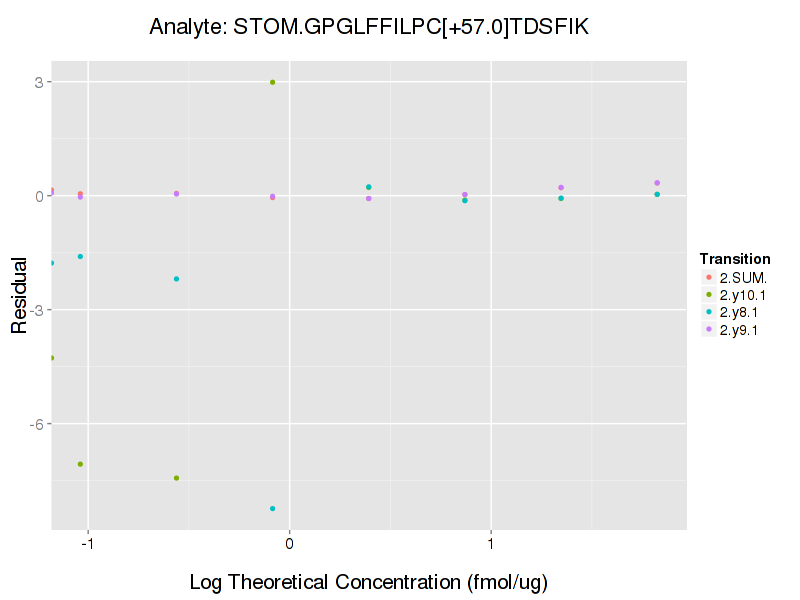 Analyte: STOM.GPGLFFILPC[+57.0]TDSFIK
3
0
-3
-6
Residual
-1
0
1
Log Theoretical Concentration (fmol/ug)
Transition
2.SUM.
2.y10.1
2.y8.1
2.y9.1